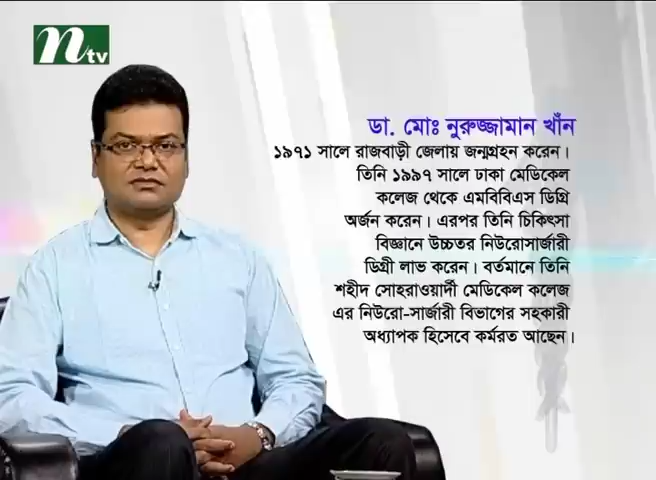 ntv
ডা. মোঃ নুরুজ্জামান খাঁন
১৯৭১ সালে রাজবাড়ী জেলায় জন্মগ্রহন করেন।
তিনি ১৯৯৭ সালে ঢাকা মেডিকেল
কলেজ থেকে এমবিবিএস ডিগ্রি
অর্জন করেন। এরপর তিনি চিকিত্সা
বিজ্ঞানে উচ্চতর নিউরোসার্জারী
ডিগ্রী লাভ করেন। বর্তমানে তিনি
শহীদ সোহরাওয়ার্দী মেডিকেল কলেজ
এর নিউরো-সার্জারী বিভাগের সহকারী
অধ্যাপক হিসেবে কর্মরত আছেন।